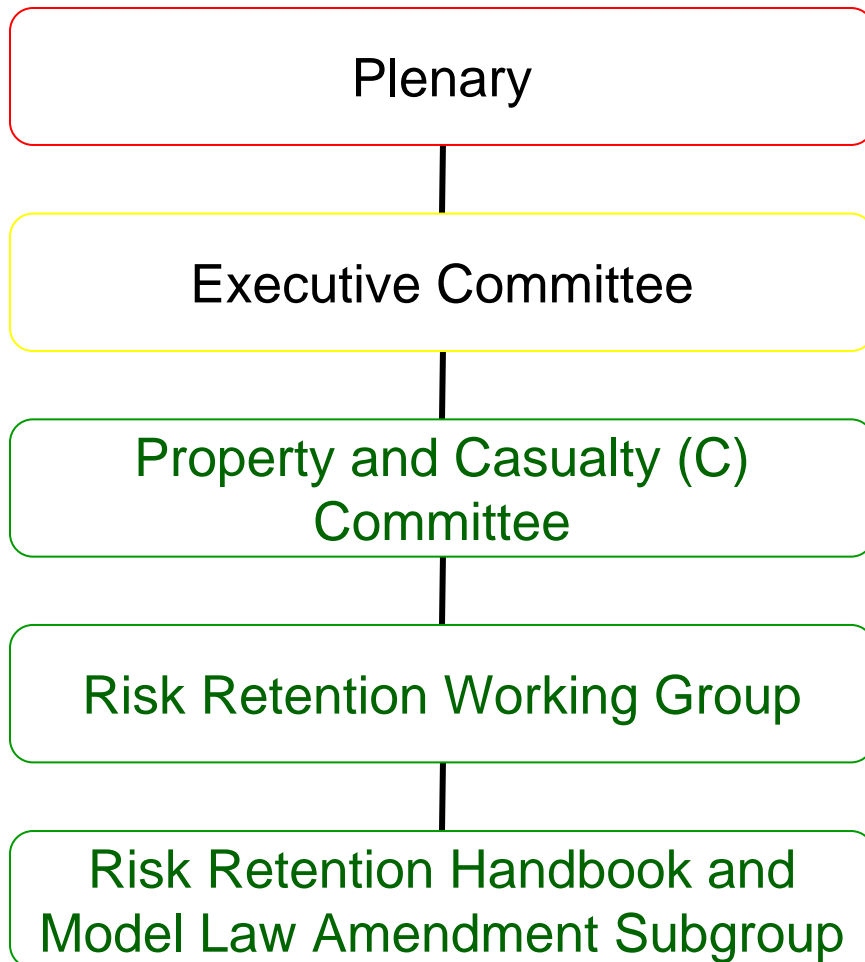 Plenary
Executive Committee
Property and Casualty (C)
Committee
Risk Retention Working Group
Risk Retention Handbook and
Model Law Amendment Subgroup